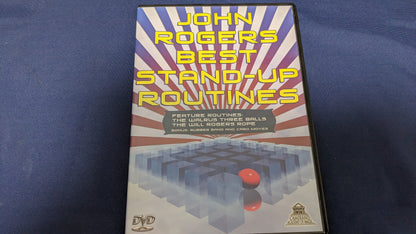 JOHN
ROGERS
BEST
STAND-UP
ROUTINES
FEATURE ROUTINES:
THE WALRUS THREE BALLS
THE WILL ROGERS ROPE
BONUS: RUBBER BAND AND CARD MOVES
DVD